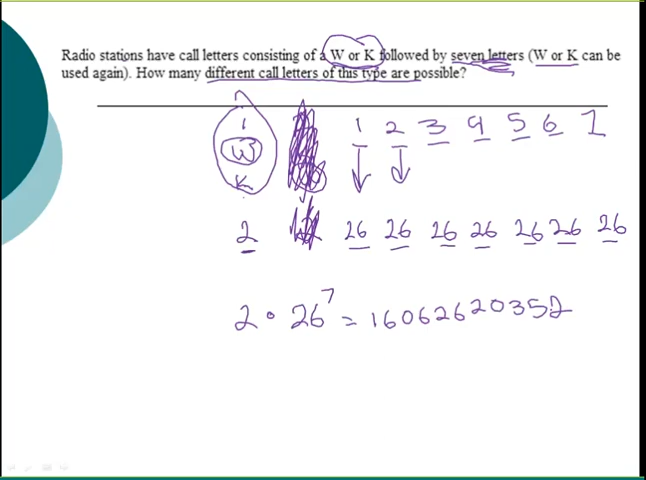 Radio stations have call letters consisting of a W or K followed by seven letters (W or K can be
used again). How many different call letters of this type are possible?
1 1 2 3 4 5 6 7
W
K
2 26 26 26 26 26 26 26
2 • 26^7 = 16062620352